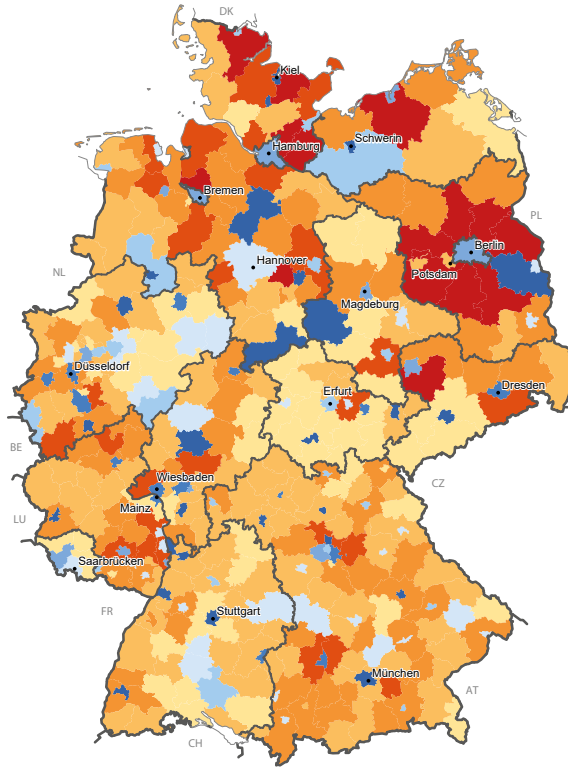 DK
Kiel
Schwerin
Hamburg
Bremen
PL
Berlin
Hannover
Potsdam
NL
Magdeburg
Düsseldorf
Erfurt
Dresden
BE
Wiesbaden
CZ
Mainz
LU
Saarbrücken
FR
Stuttgart
München
AT
CH